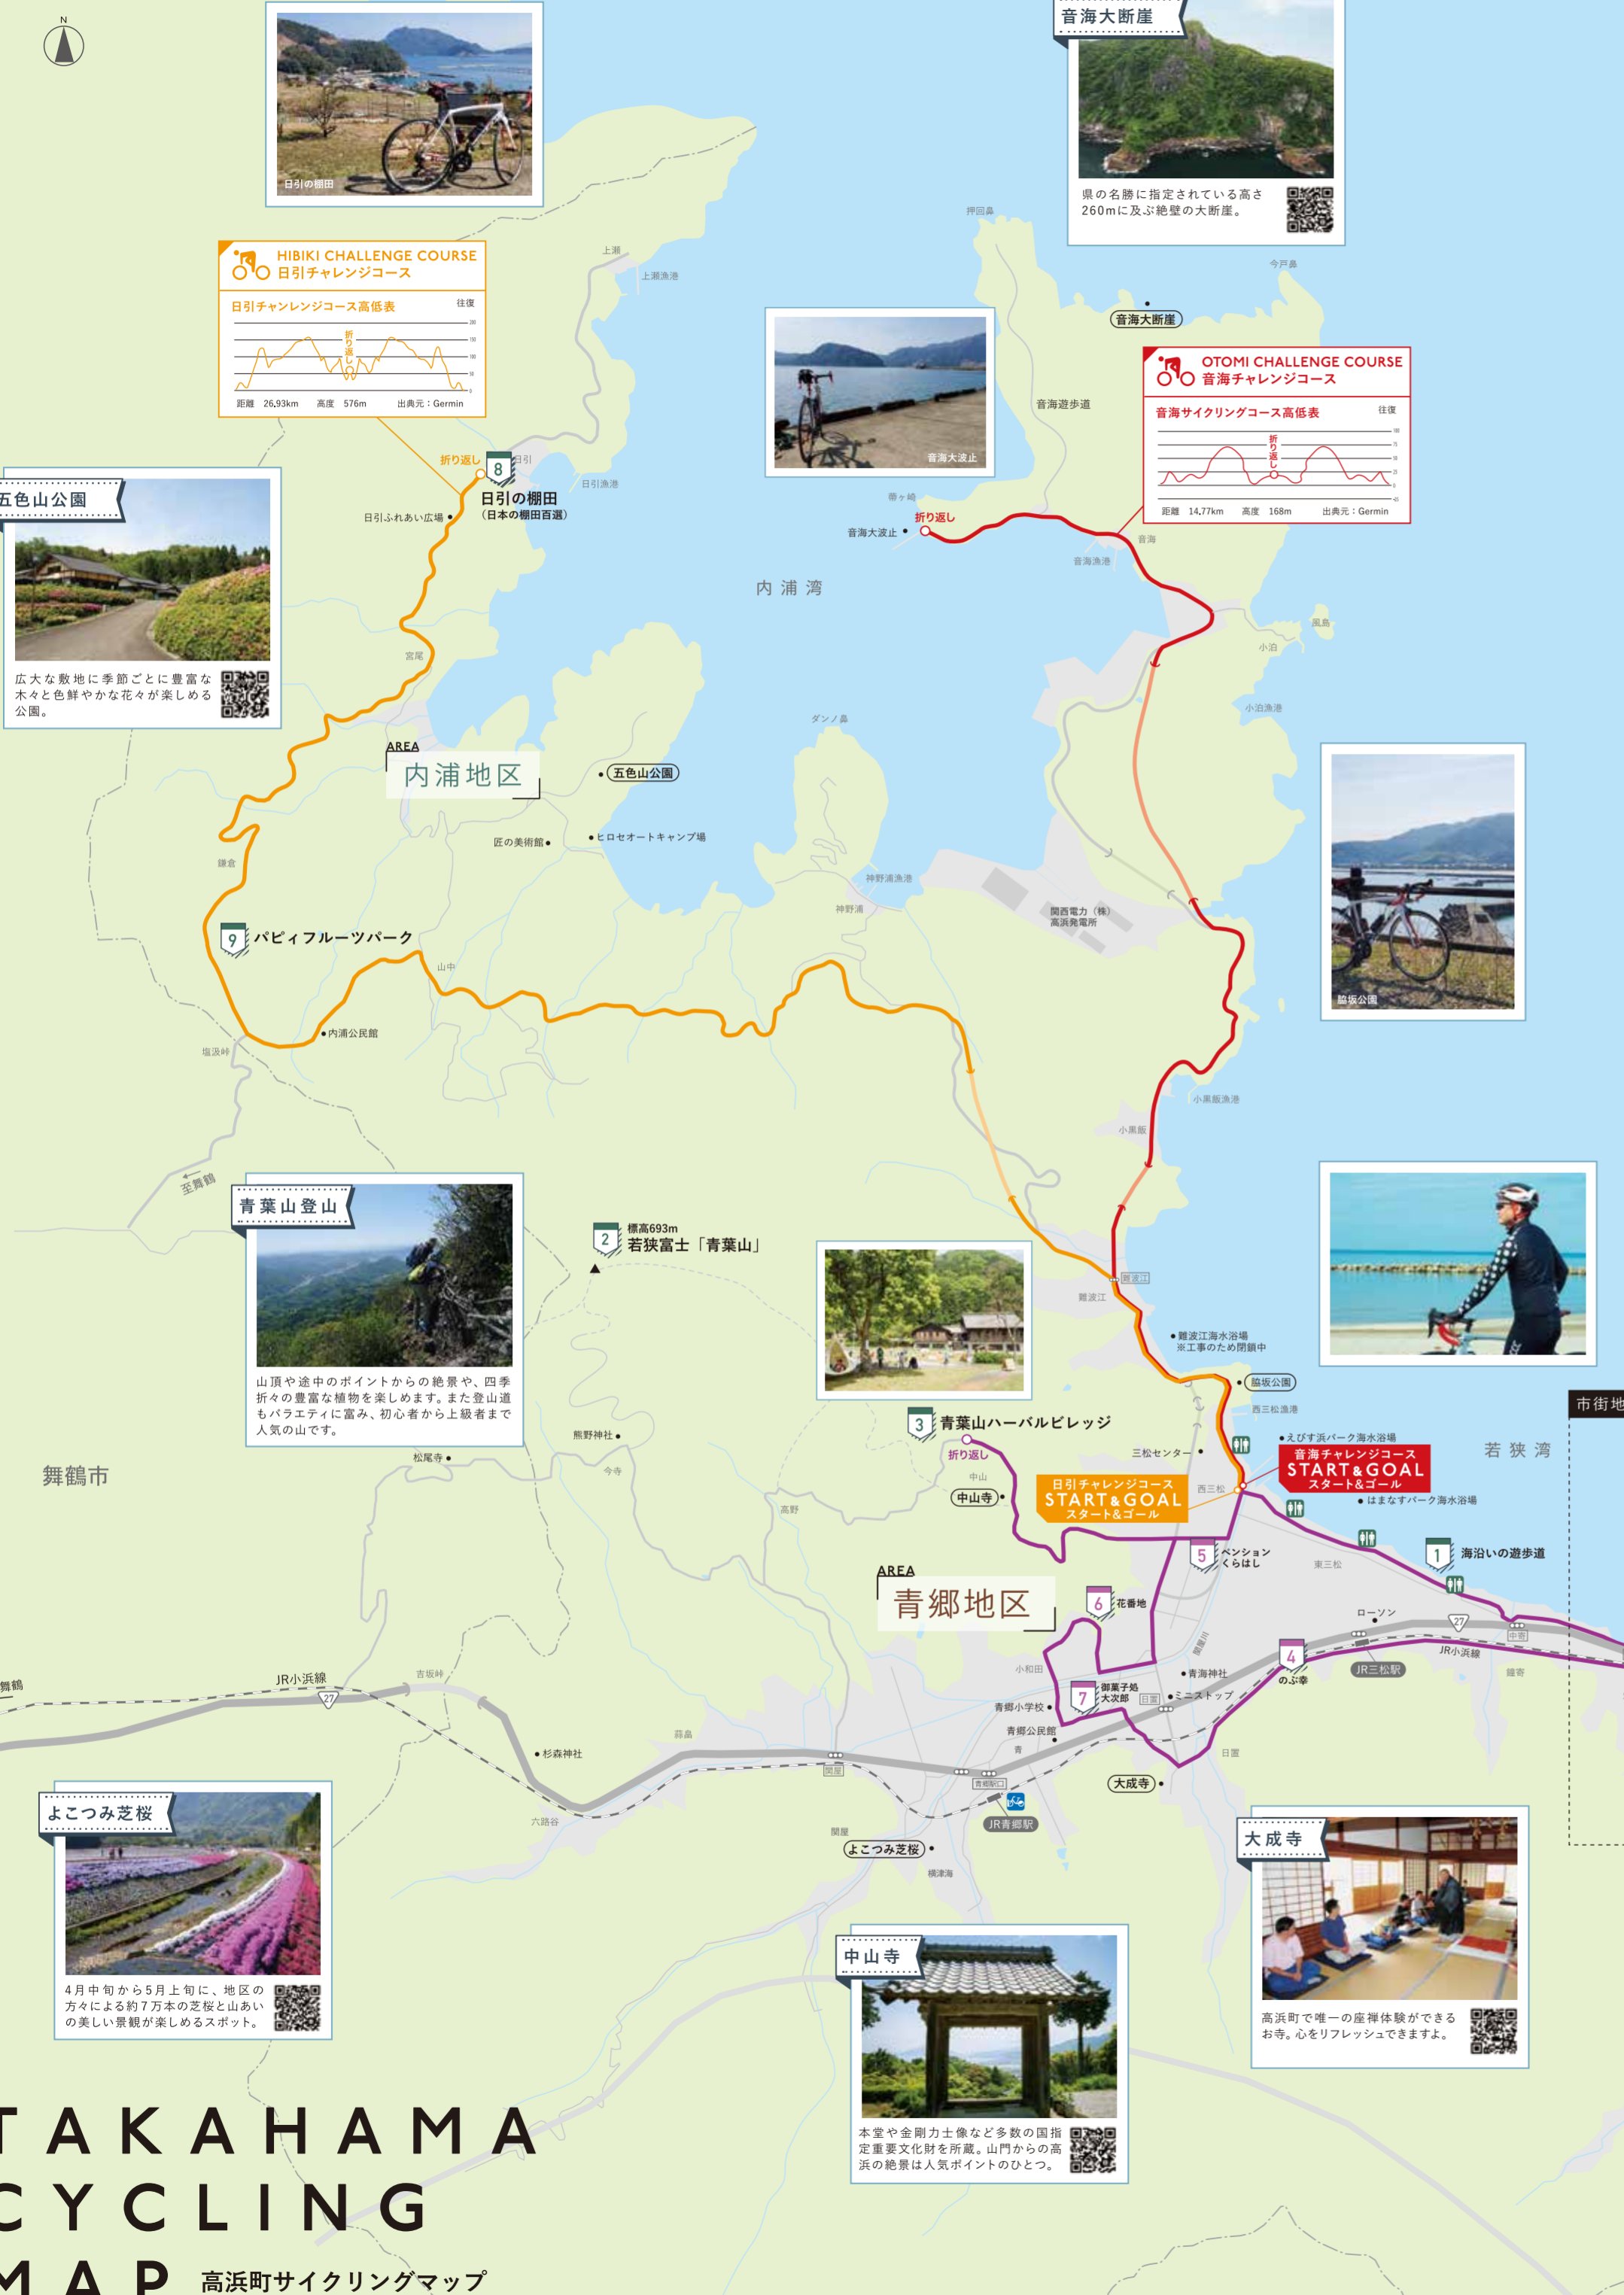 N
音海大断崖
日引の棚田
県の名勝に指定されている高さ
260mに及ぶ絶壁の大断崖。
押回鼻
今戸鼻
上瀬
上瀬漁港
HIBIKI CHALLENGE COURSE
日引チャレンジコース
日引チャンレンジコース高低表
往復
折り返し
距離 26.93km 高度 576m 出典元：Germin
音海大断崖
音海大波止
音海遊歩道
OTOMI CHALLENGE COURSE
音海チャレンジコース
音海サイクリングコース高低表
往復
折り返し
距離 14.77km 高度 168m 出典元：Germin
折り返し
8
日引
日引の棚田
（日本の棚田百選）
日引漁港
日引ふれあい広場
五色山公園
広大な敷地に季節ごとに豊富な
木々と色鮮やかな花々が楽しめる
公園。
音海大波止
折り返し
音海
音海漁港
内浦湾
風島
小泊
小泊漁港
宮尾
ダンノ鼻
AREA
内浦地区
五色山公園
匠の美術館
ヒロセオートキャンプ場
鎌倉
神野浦漁港
神野浦
関西電力（株）
高浜発電所
脇坂公園
9
パピィフルーツパーク
山中
内浦公民館
塩汲峠
小黒飯漁港
小黒飯
至舞鶴
青葉山登山
山頂や途中のポイントからの絶景や、四季
折々の豊富な植物を楽しめます。また登山道
もバラエティに富み、初心者から上級者まで
人気の山です。
2
標高693m
若狭富士「青葉山」
難波江
難波江
難波江海水浴場
※工事のため閉鎖中
脇坂公園
西三松漁港
市街地
3
青葉山ハーバルビレッジ
折り返し
三松センター
えびす浜パーク海水浴場
若狭湾
音海チャレンジコース
START&GOAL
スタート&ゴール
日引チャレンジコース
START&GOAL
スタート&ゴール
西三松
はまなすパーク海水浴場
熊野神社
松尾寺
今寺
中山
中山寺
高野
舞鶴市
5
ペンション
くらはし
1
海沿いの遊歩道
東三松
AREA
青郷地区
6
花番地
ローソン
27
中寄
関屋川
小和田
4
のぶ幸
JR三松駅
JR小浜線
鐘寄
青海神社
7
御菓子処
大次郎
日置
ミニストップ
青郷小学校
青郷公民館
青
日置
舞鶴
JR小浜線
27
吉坂峠
蒜畠
杉森神社
関屋
青郷駅口
JR青郷駅
大成寺
六路谷
関屋
よこつみ芝桜
横津海
よこつみ芝桜
4月中旬から5月上旬に、地区の
方々による約7万本の芝桜と山あい
の美しい景観が楽しめるスポット。
大成寺
高浜町で唯一の座禅体験ができる
お寺。心をリフレッシュできますよ。
中山寺
本堂や金剛力士像など多数の国指
定重要文化財を所蔵。山門からの高
浜の絶景は人気ポイントのひとつ。
TAKAHAMA
CYCLING
MAP
高浜町サイクリングマップ